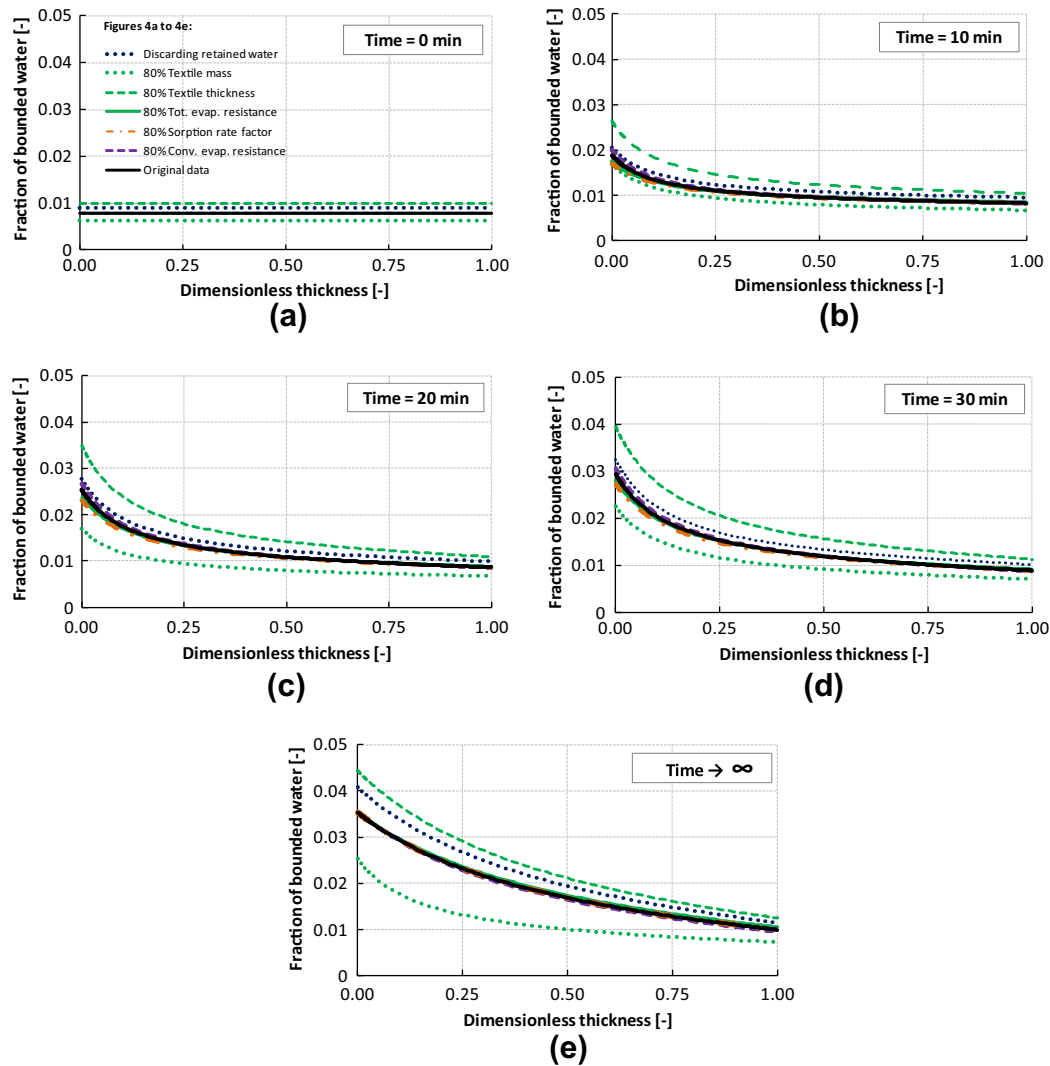 Fraction of bounded water [-]
0.05
0.04
0.03
0.02
0.01
0
Figures 4a to 4e:
Discarding retained water
80% Textile mass
80% Textile thickness
80% Tot. evap. resistance
80% Sorption rate factor
80% Conv. evap. resistance
Original data
Time = 0 min
0.00 0.25 0.50 0.75 1.00
Dimensionless thickness [-]
(a)
Fraction of bounded water [-]
0.05
0.04
0.03
0.02
0.01
0
Time = 10 min
0.00 0.25 0.50 0.75 1.00
Dimensionless thickness [-]
(b)
Fraction of bounded water [-]
0.05
0.04
0.03
0.02
0.01
0
Time = 20 min
0.00 0.25 0.50 0.75 1.00
Dimensionless thickness [-]
(c)
Fraction of bounded water [-]
0.05
0.04
0.03
0.02
0.01
0
Time = 30 min
0.00 0.25 0.50 0.75 1.00
Dimensionless thickness [-]
(d)
Fraction of bounded water [-]
0.05
0.04
0.03
0.02
0.01
0
Time → ∞
0.00 0.25 0.50 0.75 1.00
Dimensionless thickness [-]
(e)